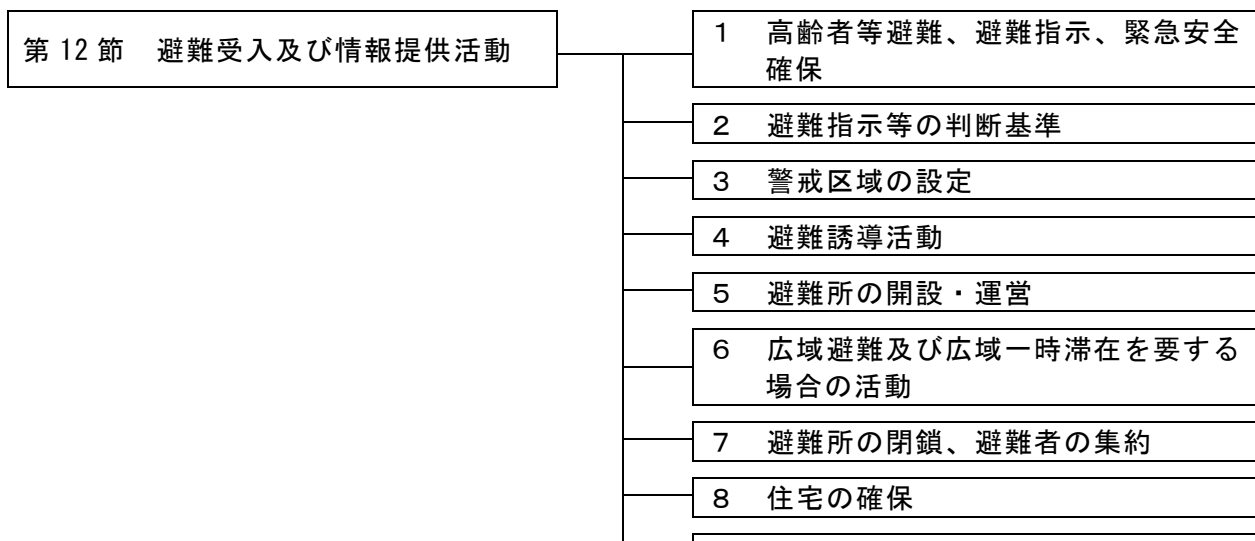 第 12 節　避難受入及び情報提供活動
１　高齢者等避難、避難指示、緊急安全
確保
２　避難指示等の判断基準
３　警戒区域の設定
４　避難誘導活動
５　避難所の開設・運営
６　広域避難及び広域一時滞在を要する
場合の活動
７　避難所の閉鎖、避難者の集約
８　住宅の確保